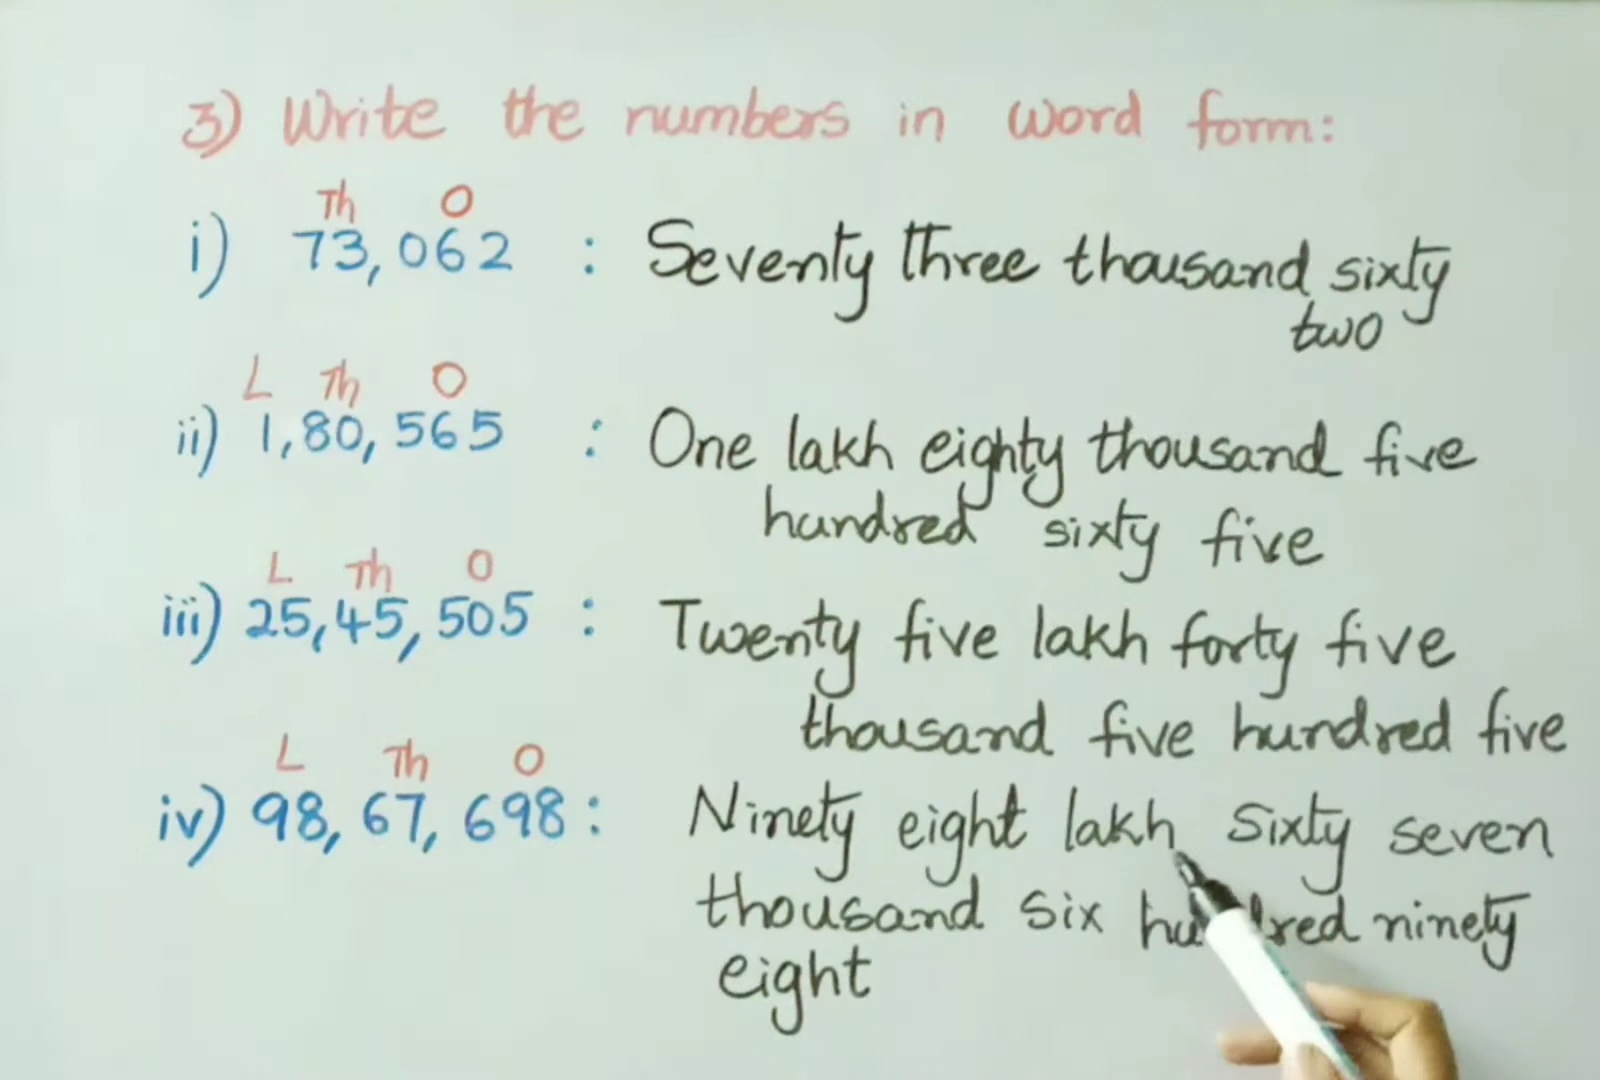 3) Write the numbers in word form:
Th O
i) 73,062 : Seventy three thousand sixty
two
L Th O
ii) 1,80,565 : One lakh eighty thousand five
hundred sixty five
L Th O
iii) 25,45,505 : Twenty five lakh forty five
thousand five hundred five
L Th O
iv) 98,67,698 : Ninety eight lakh sixty seven
thousand six hundred ninety
eight